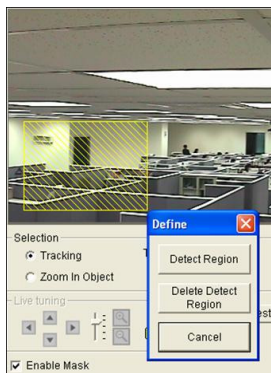 Define
Selection
Tracking
Detect Region
Zoom In Object
Delete Detect
Region
Live tuning
Cancel
Enable Mask